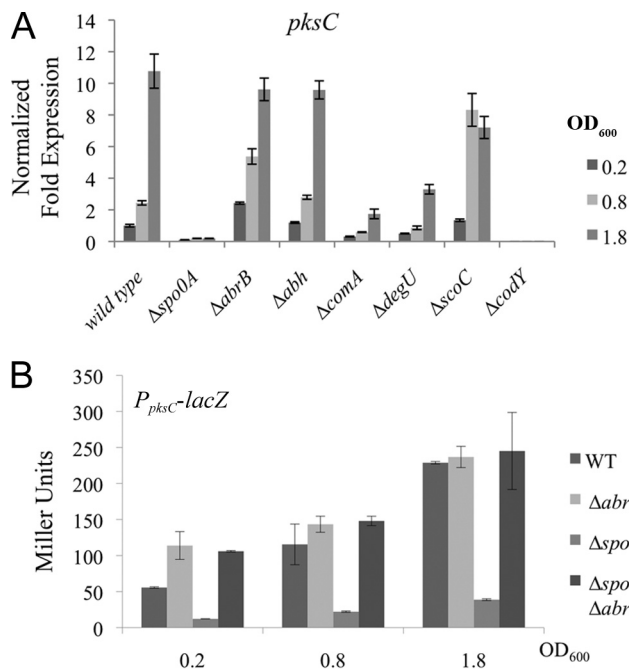 A
pksC
Normalized
Fold Expression
14
12
10
8
6
4
2
0
wild type
Δspo0A
ΔabrB
Δabh
ΔcomA
ΔdegU
ΔscoC
ΔcodY
OD600
0.2
0.8
1.8
B
PpksC-lacZ
Miller Units
350
300
250
200
150
100
50
0
0.2
0.8
1.8
OD600
WT
Δabr
Δspo
Δspo
Δabr